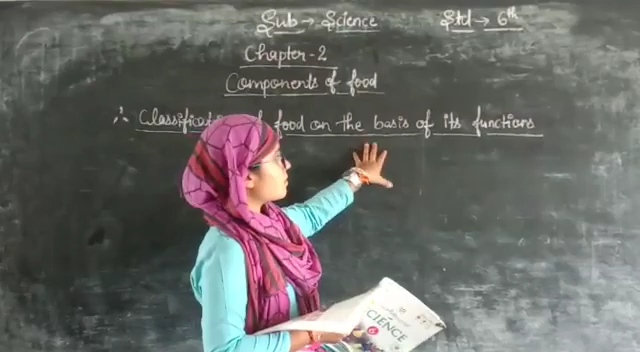 Sub → Science Std → 6th
Chapter-2
Components of food
∴ Classification of food on the basis of its functions
CIENCE
6